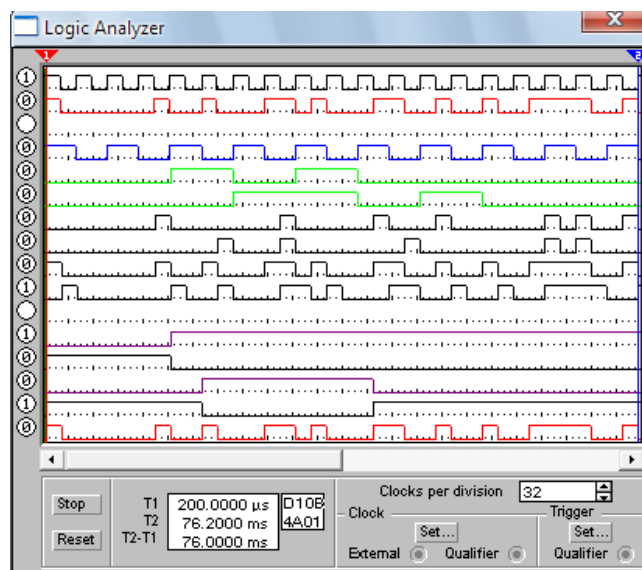 Logic Analyzer
1 2
1
0
0
0
0
0
0
0
1
1
0
0
1
0
Stop
Reset
T1 200.0000 µs D10B
T2 76.2000 ms 4A01
T2-T1 76.0000 ms
Clocks per division 32
Clock Trigger
Set... Set...
External Qualifier Qualifier